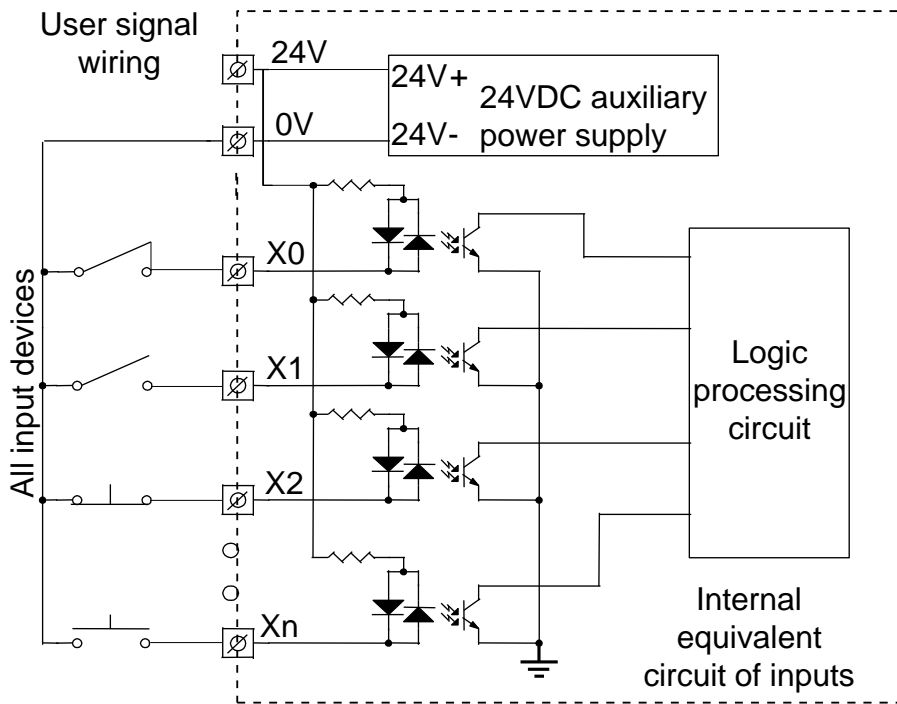 User signal
wiring
24V
0V
24V+
24V-
24VDC auxiliary
power supply
All input devices
X0
X1
X2
Xn
Logic
processing
circuit
Internal
equivalent
circuit of inputs